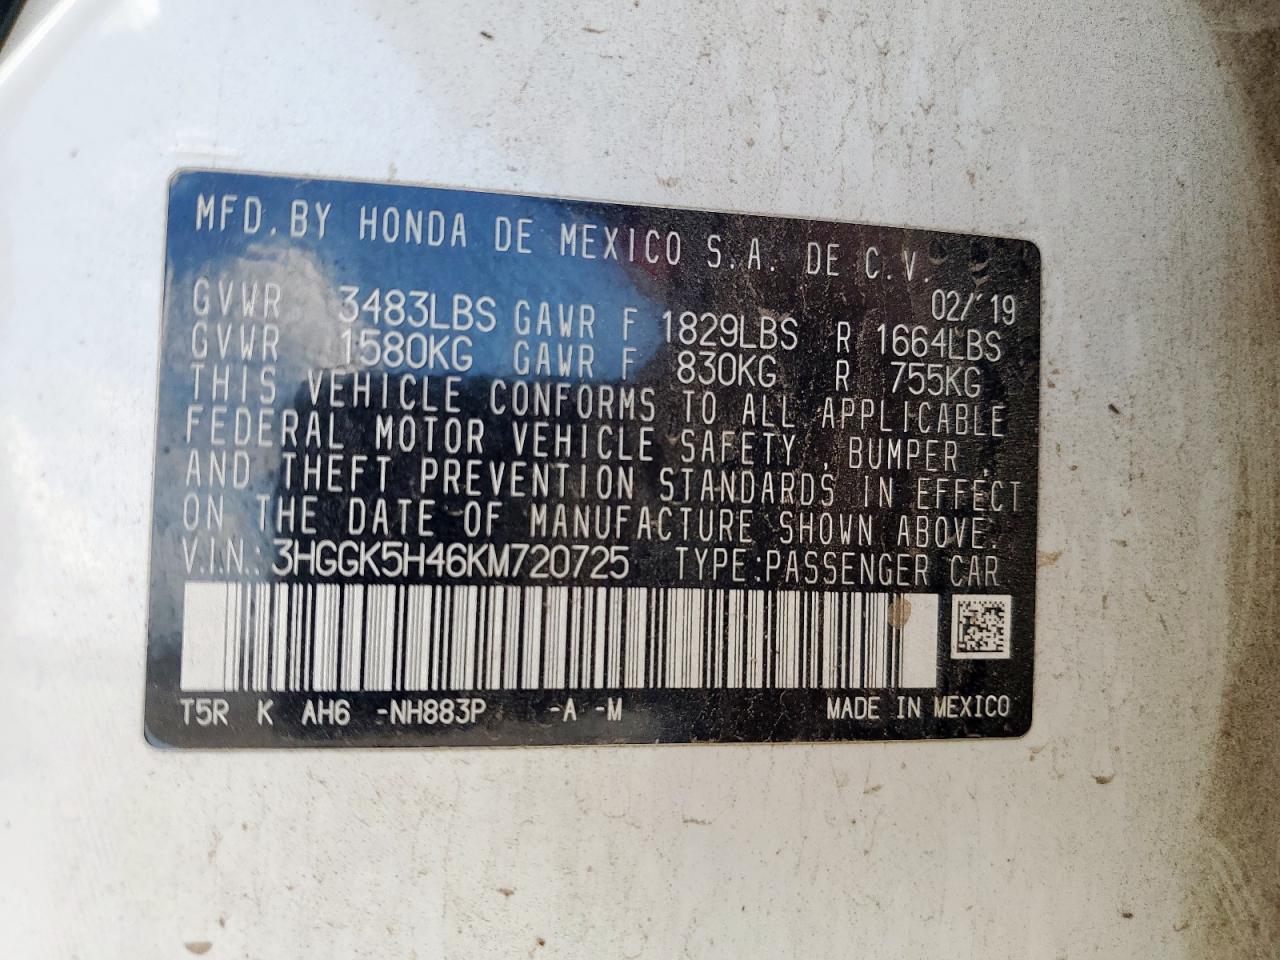 MFD. BY HONDA DE MEXICO S.A. DE C.V.
02/ 19
GVWR 3483LBS GAWR F 1829LBS R 1664LBS
GVWR 1580KG GAWR F 830KG R 755KG
THIS VEHICLE CONFORMS TO ALL APPLICABLE
FEDERAL MOTOR VEHICLE SAFETY , BUMPER ,
AND THEFT PREVENTION STANDARDS IN EFFECT
ON THE DATE OF MANUFACTURE SHOWN ABOVE.
V.I.N.: 3HGGK5H46KM720725 TYPE:PASSENGER CAR
T5R K AH6 -NH883P -A -M MADE IN MEXICO